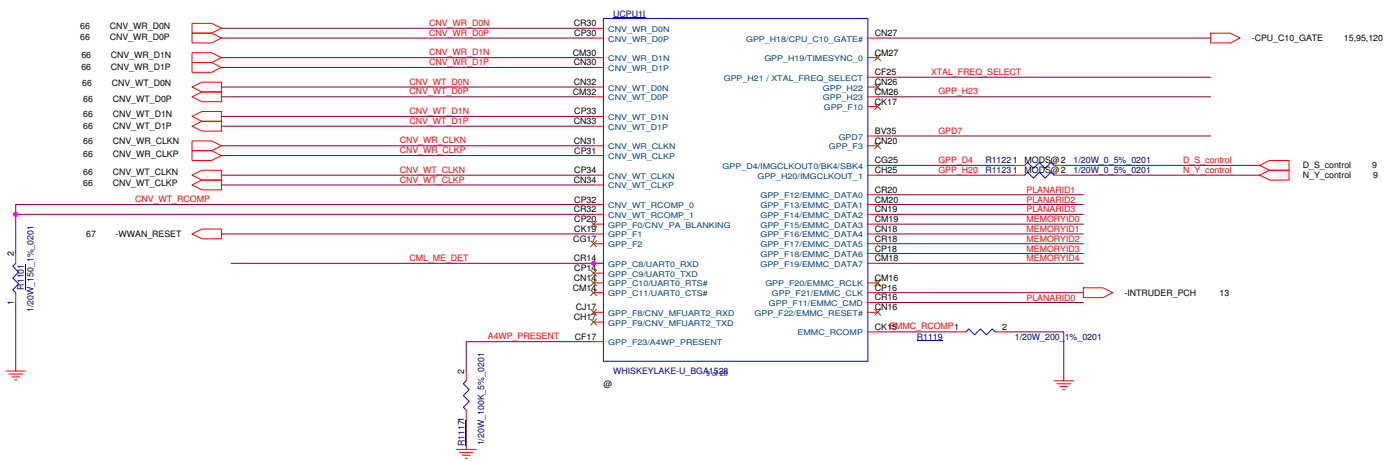 UCPU1I
66 CNV_WR_D0N CNV_WR_D0N CR30 CNV_WR_D0N
66 CNV_WR_D0P CNV_WR_D0P CP30 CNV_WR_D0P
GPP_H18/CPU_C10_GATE# CN27 -CPU_C10_GATE 15,95,120
66 CNV_WR_D1N CNV_WR_D1N CM30 CNV_WR_D1N
GPP_H19/TIMESYNC_0 CM27
66 CNV_WR_D1P CNV_WR_D1P CN30 CNV_WR_D1P
GPP_H21 / XTAL_FREQ_SELECT CF25 XTAL_FREQ_SELECT
66 CNV_WT_D0N CNV_WT_D0N CN32 CNV_WT_D0N
GPP_H22 CN26
66 CNV_WT_D0P CNV_WT_D0P CM32 CNV_WT_D0P
GPP_H23 CM26 GPP_H23
GPP_F10 CK17
66 CNV_WT_D1N CNV_WT_D1N CP33 CNV_WT_D1N
66 CNV_WT_D1P CNV_WT_D1P CN33 CNV_WT_D1P
GPD7 BV35 GPD7
66 CNV_WR_CLKN CNV_WR_CLKN CN31 CNV_WR_CLKN
GPP_F3 CN20
66 CNV_WR_CLKP CNV_WR_CLKP CP31 CNV_WR_CLKP
GPP_D4/IMGCLKOUT0/BK4/SBK4 CG25 GPP_D4 R1122 1 MODS@ 2 1/20W_0_5%_0201 D_S_control D_S_control 9
66 CNV_WT_CLKN CNV_WT_CLKN CP34 CNV_WT_CLKN
GPP_H20/IMGCLKOUT_1 CH25 GPP_H20 R1123 1 MODS@ 2 1/20W_0_5%_0201 N_Y_control N_Y_control 9
66 CNV_WT_CLKP CNV_WT_CLKP CN34 CNV_WT_CLKP
GPP_F12/EMMC_DATA0 CR20 PLANARID1
CNV_WT_RCOMP CP32 CNV_WT_RCOMP_0
GPP_F13/EMMC_DATA1 CM20 PLANARID2
CR32 CNV_WT_RCOMP_1
GPP_F14/EMMC_DATA2 CN19 PLANARID3
CP20 GPP_F0/CNV_PA_BLANKING
GPP_F15/EMMC_DATA3 CM19 MEMORYID0
67 -WWAN_RESET CK19 GPP_F1
GPP_F16/EMMC_DATA4 CN18 MEMORYID1
CG17 GPP_F2
GPP_F17/EMMC_DATA5 CR18 MEMORYID2
GPP_F18/EMMC_DATA6 CP18 MEMORYID3
CML_ME_DET CR14 GPP_C8/UART0_RXD
GPP_F19/EMMC_DATA7 CM18 MEMORYID4
CP14 GPP_C9/UART0_TXD
CN14 GPP_C10/UART0_RTS#
GPP_F20/EMMC_RCLK CM16
CM14 GPP_C11/UART0_CTS#
GPP_F21/EMMC_CLK CP16 -INTRUDER_PCH 13
GPP_F11/EMMC_CMD CR16 PLANARID0
CJ17 GPP_F8/CNV_MFUART2_RXD
GPP_F22/EMMC_RESET# CN16
CH17 GPP_F9/CNV_MFUART2_TXD
EMMC_RCOMP CK15 EMMC_RCOMP 1 2
R1119 1/20W_200_1%_0201
A4WP_PRESENT CF17 GPP_F23/A4WP_PRESENT
2
R1101
1
1/20W_150_1%_0201
2
R1117
1
1/20W_100K_5%_0201
WHISKEYLAKE-U_BGA1528
@